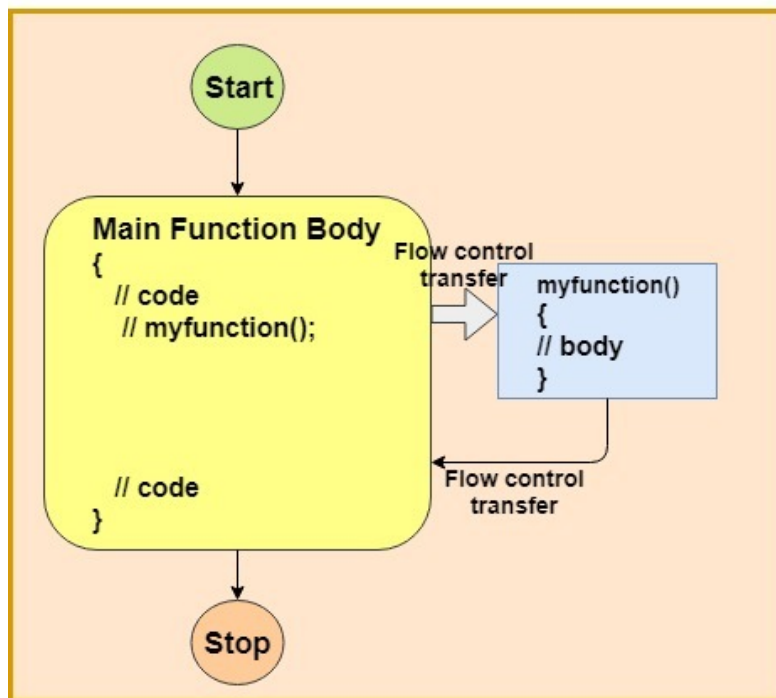 Start
Main Function Body
{
// code
// myfunction();
// code
}
Flow control
transfer
myfunction()
{
// body
}
Flow control
transfer
Stop